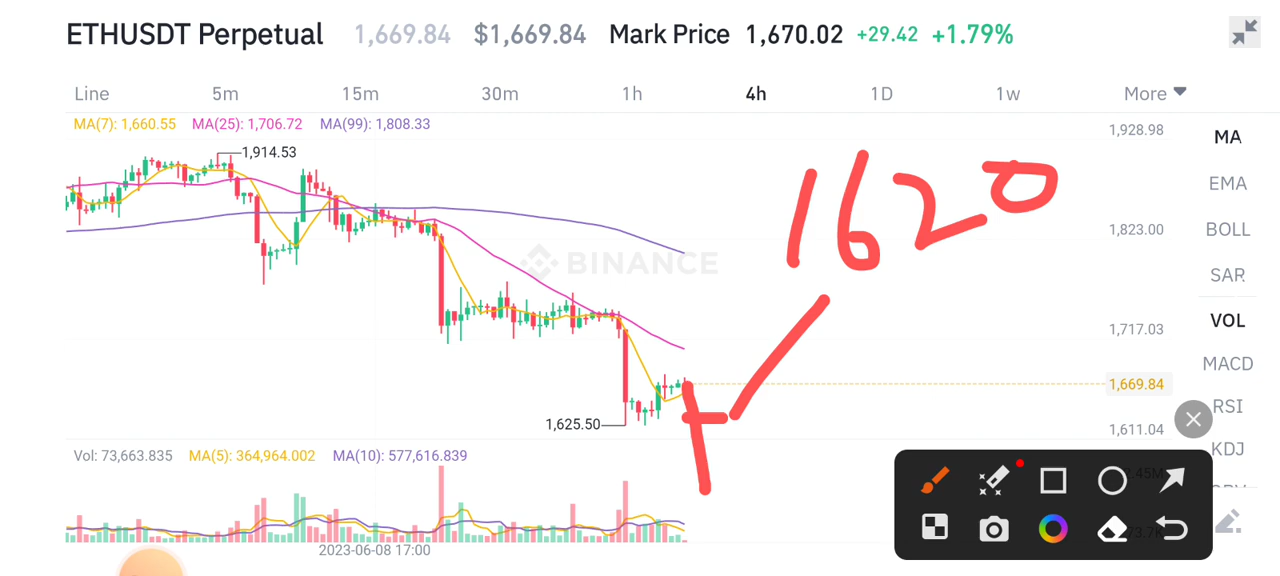 ETHUSDT Perpetual 1,669.84 $1,669.84 Mark Price 1,670.02 +29.42 +1.79%
Line 5m 15m 30m 1h 4h 1D 1w More
MA(7): 1,660.55 MA(25): 1,706.72 MA(99): 1,808.33
1,928.98
MA
1,914.53
1620
EMA
1,823.00
BOLL
BINANCE
SAR
VOL
1,717.03
MACD
1,669.84
RSI
1,625.50
1,611.04
KDJ
Vol: 73,663.835 MA(5): 364,964.002 MA(10): 577,616.839
2023-06-08 17:00